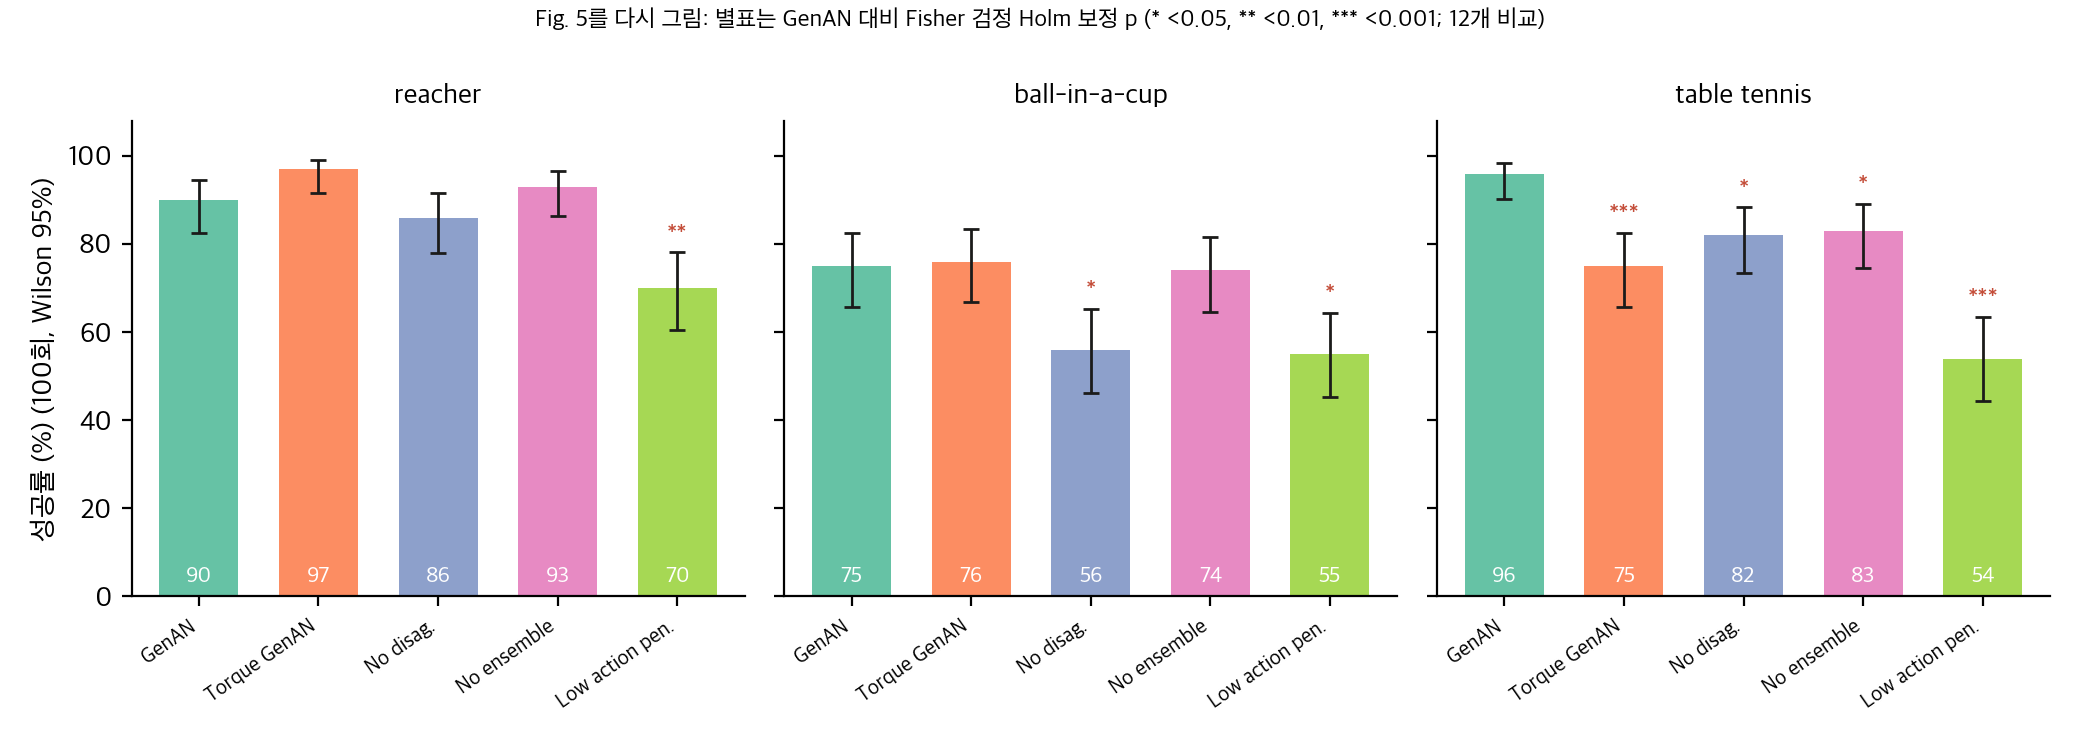 Fig. 5를 다시 그림: 별표는 GenAN 대비 Fisher 검정 Holm 보정 p (* <0.05, ** <0.01, *** <0.001; 12개 비교)
reacher
ball-in-a-cup
table tennis
성공률 (%) (100회, Wilson 95%)
100
80
60
40
20
0
**
90
97
86
93
70
GenAN
Torque GenAN
No disag.
No ensemble
Low action pen.
*
*
75
76
56
74
55
GenAN
Torque GenAN
No disag.
No ensemble
Low action pen.
***
*
*
***
96
75
82
83
54
GenAN
Torque GenAN
No disag.
No ensemble
Low action pen.